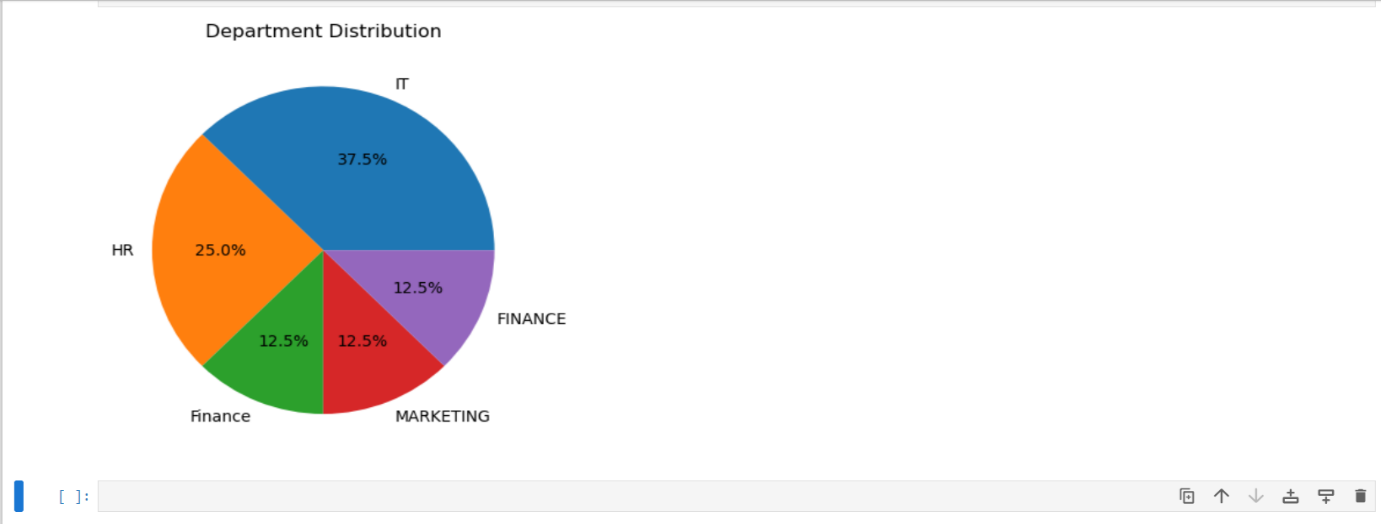 Department Distribution
IT
37.5%
HR
25.0%
12.5%
FINANCE
12.5%
12.5%
Finance
MARKETING
[ ]: